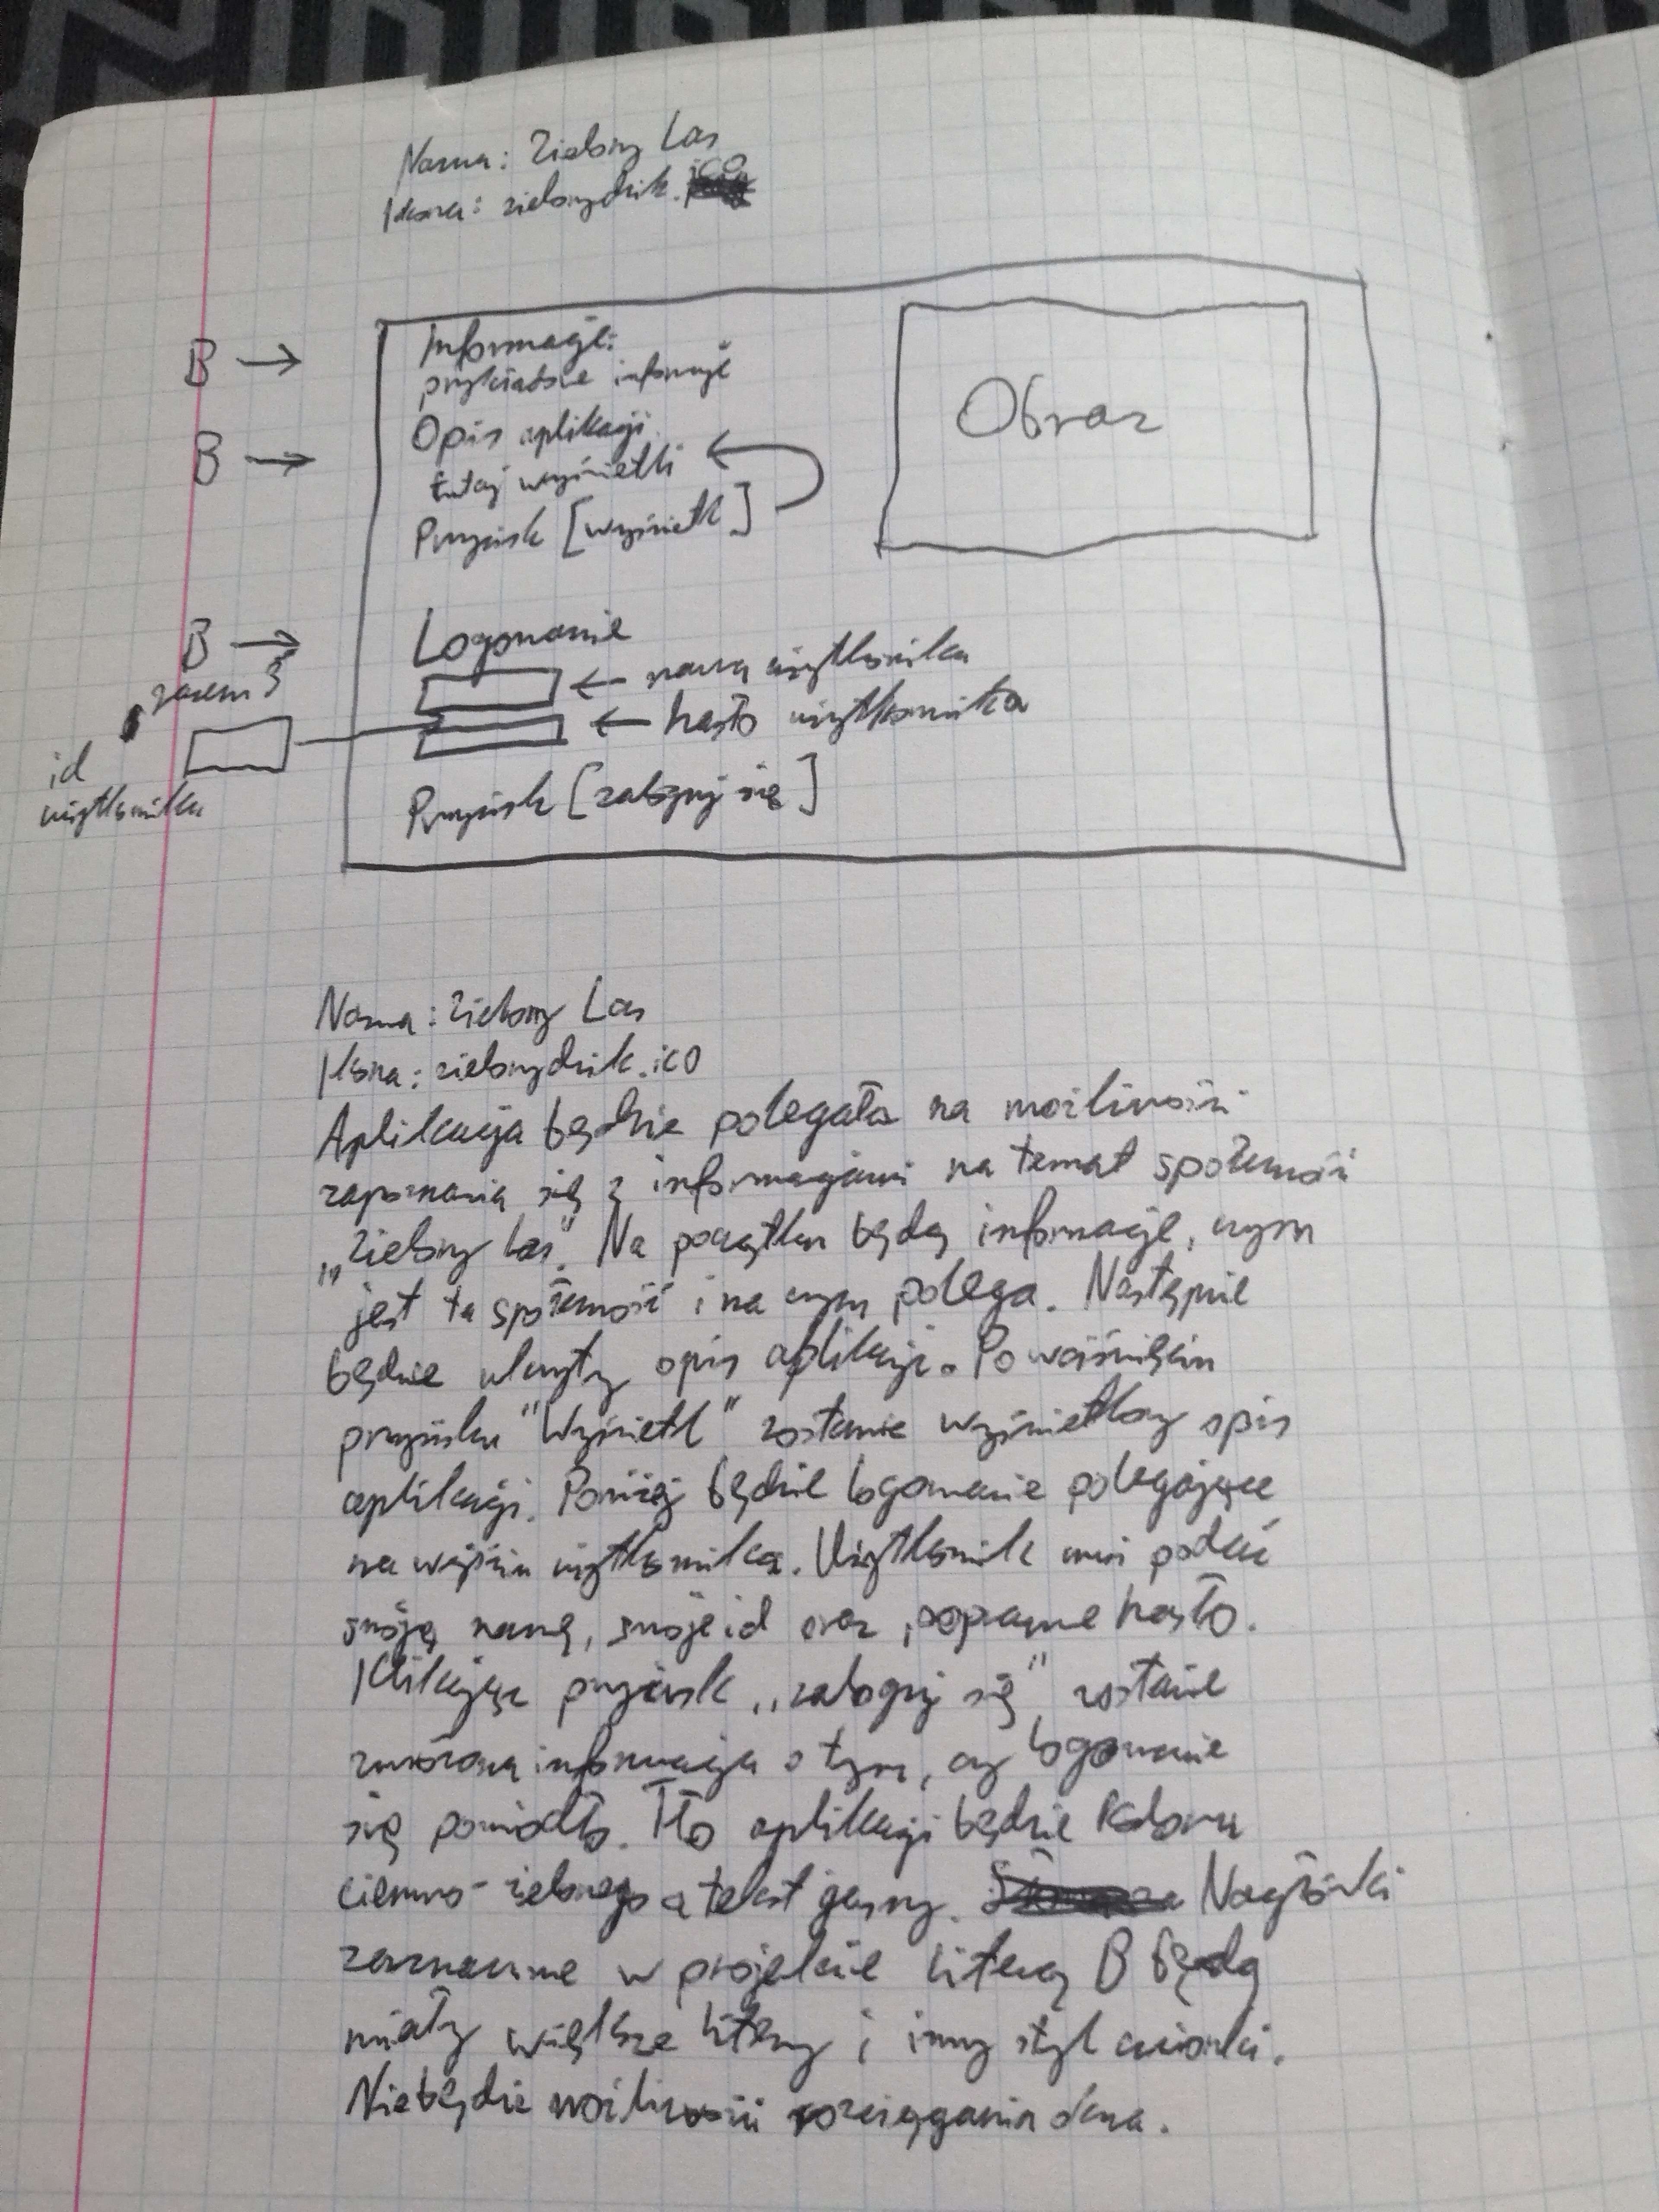 Nazwa: Zielony Las
Ikona: zielonydzik.ico
B →
Informacje:
przykładowe informacje
B →
Opis aplikacji
tutaj wyświetli
Przycisk [wyświetl]
Obraz
B →
Logowanie
razem 3
← nazwa użytkownika
← hasło użytkownika
id
użytkownika
Przycisk [zaloguj się]
Nazwa: Zielony Las
Ikona: zielonydzik.ico
Aplikacja będzie polegała na możliwości
zapoznania się z informacjami na temat społeczności
„Zielony Las". Na początku będą informacje, czym
jest ta społeczność i na czym polega. Następnie
będzie ukryty opis aplikacji. Po wciśnięciu
przycisku "Wyświetl" zostanie wyświetlony opis
aplikacji. Poniżej będzie logowanie polegające
na wejściu użytkownika. Użytkownik musi podać
swoją nazwę, swoje id oraz poprawne hasło.
Klikając przycisk „zaloguj się" zostanie
zwrócona informacja o tym, czy logowanie
się powiodło. Tło aplikacji będzie koloru
ciemno-zielonego a tekst jasny. Nagłówki
zaznaczone w projekcie literą B będą
miały większe litery i inny styl czcionki.
Nie będzie możliwości rozciągania okna.